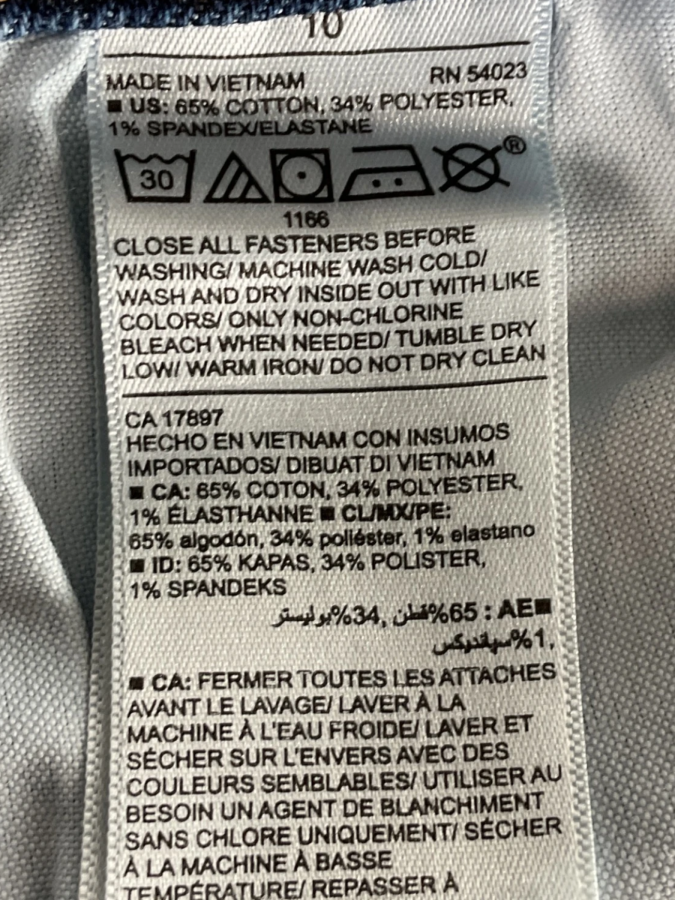 10
MADE IN VIETNAM RN 54023
■ US: 65% COTTON, 34% POLYESTER,
1% SPANDEX/ELASTANE
30 ®
1166
CLOSE ALL FASTENERS BEFORE
WASHING/ MACHINE WASH COLD/
WASH AND DRY INSIDE OUT WITH LIKE
COLORS/ ONLY NON-CHLORINE
BLEACH WHEN NEEDED/ TUMBLE DRY
LOW/ WARM IRON/ DO NOT DRY CLEAN
CA 17897
HECHO EN VIETNAM CON INSUMOS
IMPORTADOS/ DIBUAT DI VIETNAM
■ CA: 65% COTON, 34% POLYESTER,
1% ÉLASTHANNE ■ CL/MX/PE:
65% algodón, 34% poliéster, 1% elastano
■ ID: 65% KAPAS, 34% POLISTER,
1% SPANDEKS
■AE : 65%قطن, 34%بوليستر
,1%سباندیکس
■ CA: FERMER TOUTES LES ATTACHES
AVANT LE LAVAGE/ LAVER À LA
MACHINE À L'EAU FROIDE/ LAVER ET
SÉCHER SUR L'ENVERS AVEC DES
COULEURS SEMBLABLES/ UTILISER AU
BESOIN UN AGENT DE BLANCHIMENT
SANS CHLORE UNIQUEMENT/ SÉCHER
À LA MACHINE À BASSE
TEMPÉRATURE/ REPASSER À